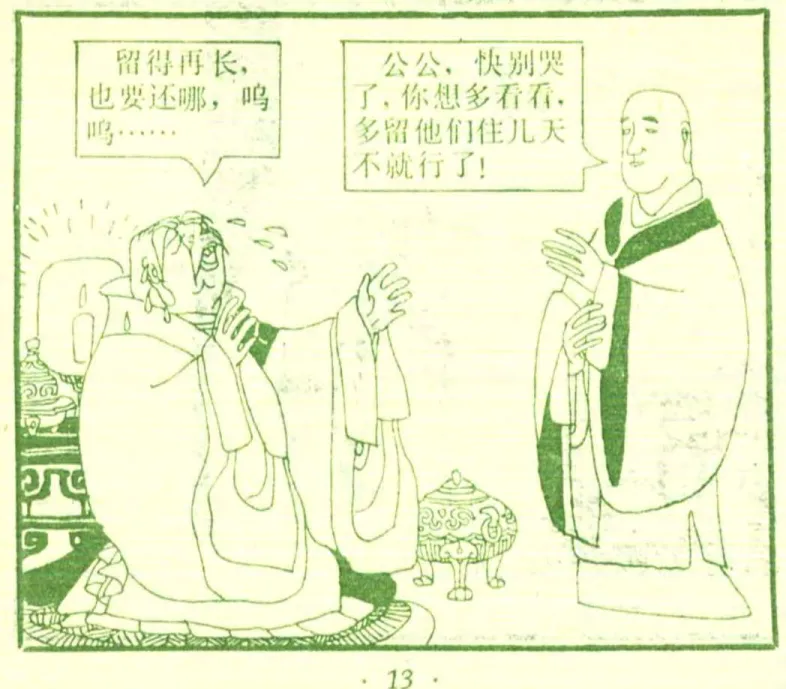 留得再长，
也要还哪，呜
呜……
公公，快别哭
了，你想多看看，
多留他们住几天
不就行了！
· 13 ·